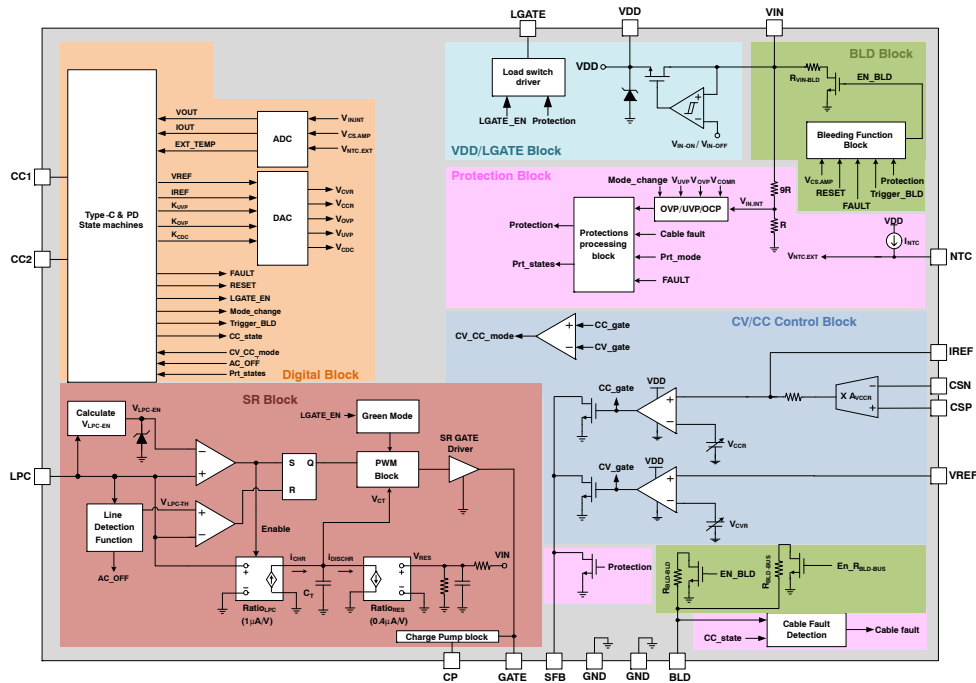 LGATE
VDD
VIN
VDD
Load switch
driver
LGATE_EN
Protection
VIN-ON / VIN-OFF
VDD/LGATE Block
BLD Block
RVIN-BLD
EN_BLD
Bleeding Function
Block
VCS.AMP
RESET
FAULT
Trigger_BLD
Protection
CC1
CC2
Type -C & PD
State machines
VOUT
IOUT
EXT_TEMP
ADC
VIN.INT
VCS.AMP
VNTC.EXT
VREF
IREF
KUVP
KOVP
KCDC
DAC
VCVR
VCCR
VOVP
VUVP
VCDC
FAULT
RESET
LGATE_EN
Mode_change
Trigger_BLD
CC_state
CV_CC_mode
AC_OFF
Prt_states
Digital Block
Protection Block
Mode_change
VUVP
VOVP
VCOMR
OVP/UVP/OCP
VIN.INT
9R
R
Protections
processing
block
Protection
Prt_states
Cable fault
Prt_mode
FAULT
VDD
INTC
VNTC.EXT
NTC
CV/CC Control Block
CV_CC_mode
+
−
CC_gate
CV_gate
IREF
CSN
CSP
X AVCCR
−
+
CC_gate
VDD
+
−
VCCR
CV_gate
VDD
+
−
VCVR
VREF
SR Block
Calculate
VLPC-EN
VLPC-EN
LPC
−
+
S
Q
R
LGATE_EN
Green Mode
PWM
Block
SR GATE
Driver
VCT
Line
Detection
Function
VLPC-TH
+
−
Enable
AC_OFF
+
−
iCHR
iDISCHR
CT
+
−
VRES
VIN
RatioLPC
(1µA/V)
RatioRES
(0.4µA/V)
Charge Pump block
Protection
RBLD-BLD
EN_BLD
RBLD-BUS
En_RBLD-BUS
CC_state
Cable Fault
Detection
Cable fault
CP
GATE
SFB
GND
GND
BLD